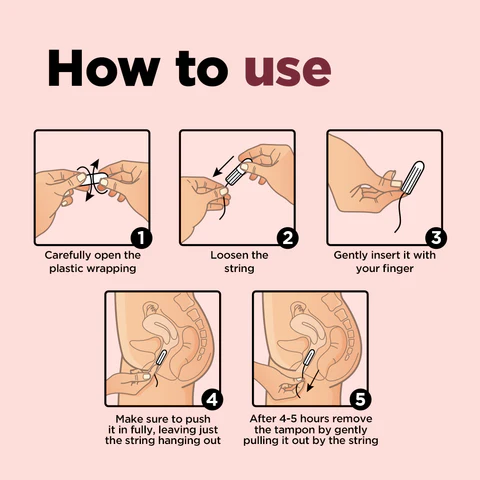 How to use
1
Carefully open the
plastic wrapping
2
Loosen the
string
3
Gently insert it with
your finger
4
Make sure to push
it in fully, leaving just
the string hanging out
5
After 4-5 hours remove
the tampon by gently
pulling it out by the string